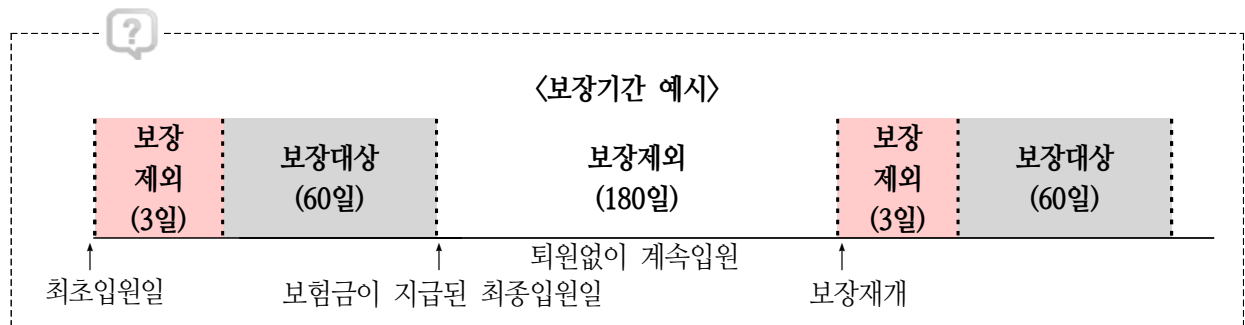 ?
〈보장기간 예시〉
보장
제외
(3일)
보장대상
(60일)
보장제외
(180일)
보장
제외
(3일)
보장대상
(60일)
퇴원없이 계속입원
최초입원일
보험금이 지급된 최종입원일
보장재개